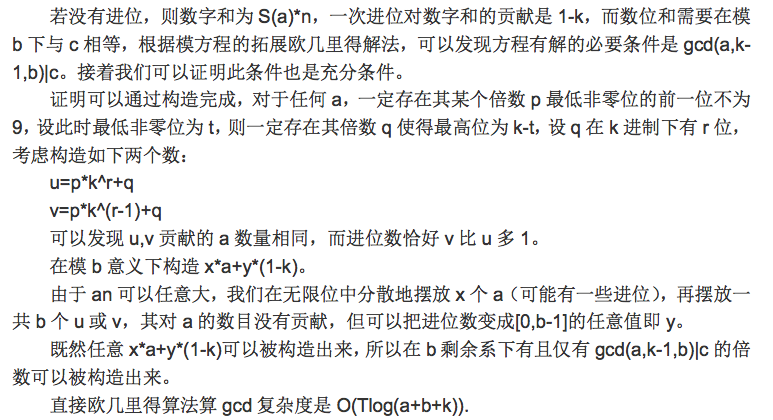 若没有进位，则数字和为 S(a)*n，一次进位对数字和的贡献是 1-k，而数位和需要在模
b 下与 c 相等，根据模方程的拓展欧几里得解法，可以发现方程有解的必要条件是 gcd(a,k-
1,b)|c。接着我们可以证明此条件也是充分条件。
证明可以通过构造完成，对于任何 a，一定存在其某个倍数 p 最低非零位的前一位不为
9，设此时最低非零位为 t，则一定存在其倍数 q 使得最高位为 k-t，设 q 在 k 进制下有 r 位，
考虑构造如下两个数：
u=p*k^r+q
v=p*k^(r-1)+q
可以发现 u,v 贡献的 a 数量相同，而进位数恰好 v 比 u 多 1。
在模 b 意义下构造 x*a+y*(1-k)。
由于 an 可以任意大，我们在无限位中分散地摆放 x 个 a（可能有一些进位），再摆放一
共 b 个 u 或 v，其对 a 的数目没有贡献，但可以把进位数变成[0,b-1]的任意值即 y。
既然任意 x*a+y*(1-k)可以被构造出来，所以在 b 剩余系下有且仅有 gcd(a,k-1,b)|c 的倍
数可以被构造出来。
直接欧几里得算法算 gcd 复杂度是 O(Tlog(a+b+k)).